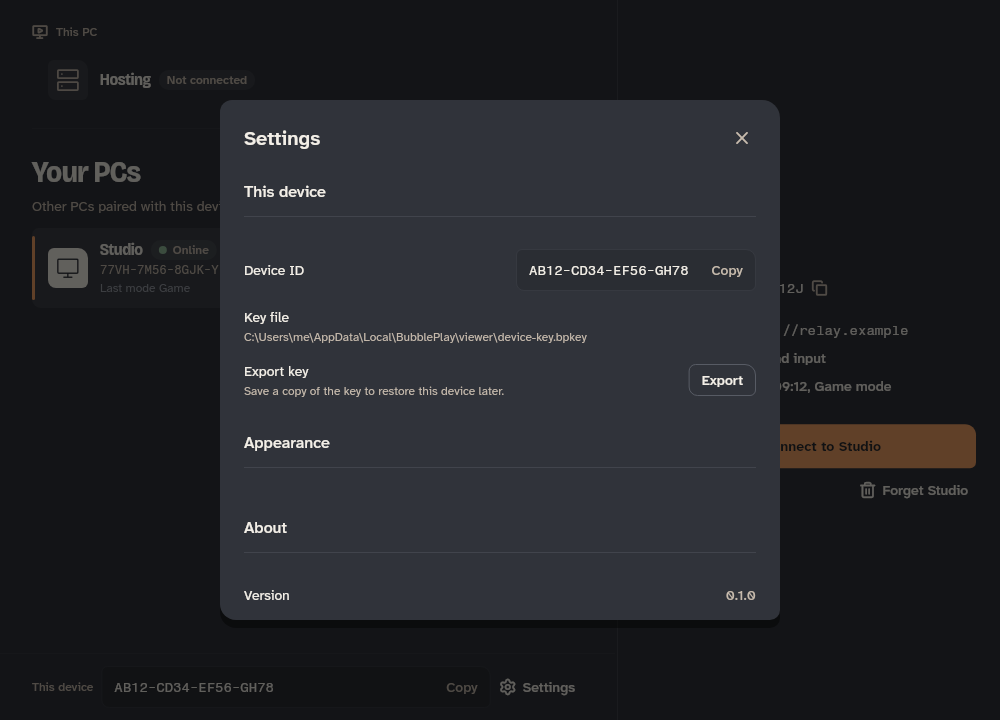 This PC
Hosting
Not connected
Your PCs
Other PCs paired with this dev
Studio
Online
77VH-7M56-8GJK-Y
Last mode Game
Settings
This device
Device ID
AB12-CD34-EF56-GH78
Copy
Key file
C:\Users\me\AppData\Local\BubblePlay\viewer\device-key.bpkey
Export key
Save a copy of the key to restore this device later.
Export
Appearance
About
Version
0.1.0
12J
//relay.example
nd input
09:12, Game mode
nnect to Studio
Forget Studio
This device
AB12-CD34-EF56-GH78
Copy
Settings